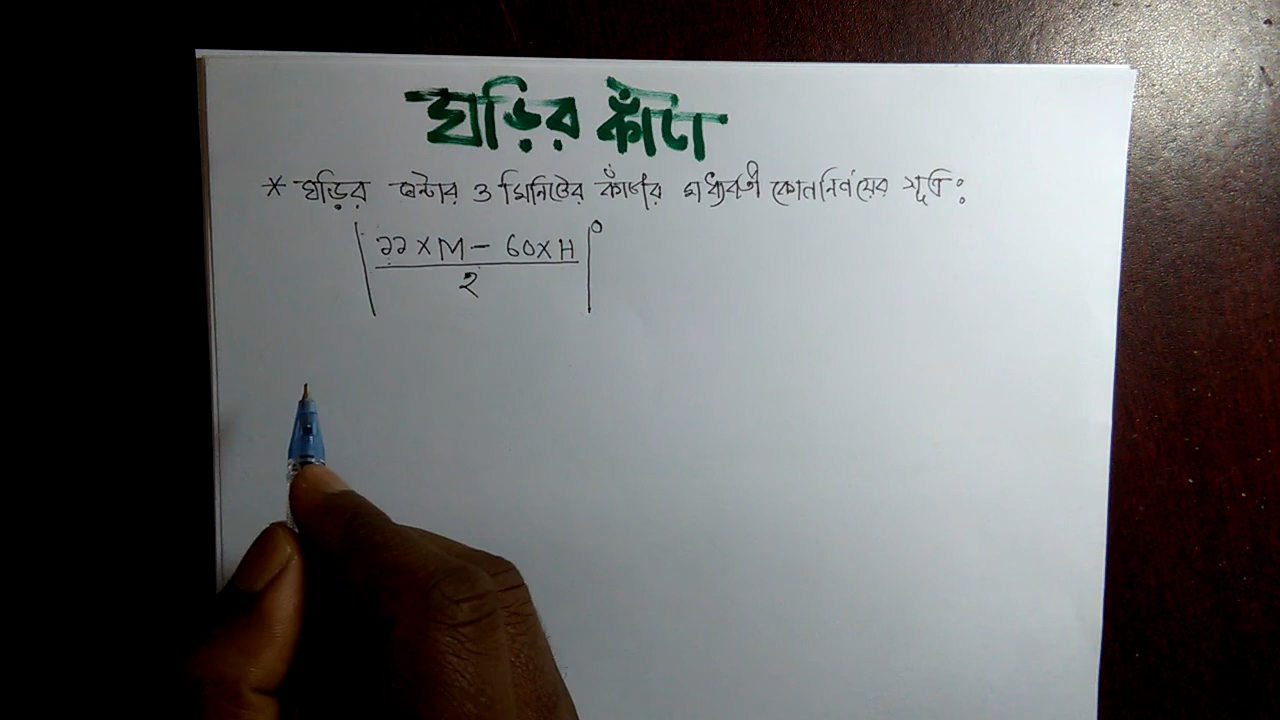 ঘড়ির কাঁটা
* ঘড়ির ঘন্টার ও মিনিটের কাঁটার মধ্যবর্তী কোন নির্ণয়ের সূত্র :
|(১১ × M - 60 × H) / ২|°